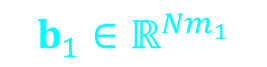 𝐛₁ ∈ ℝ^{Nm₁}